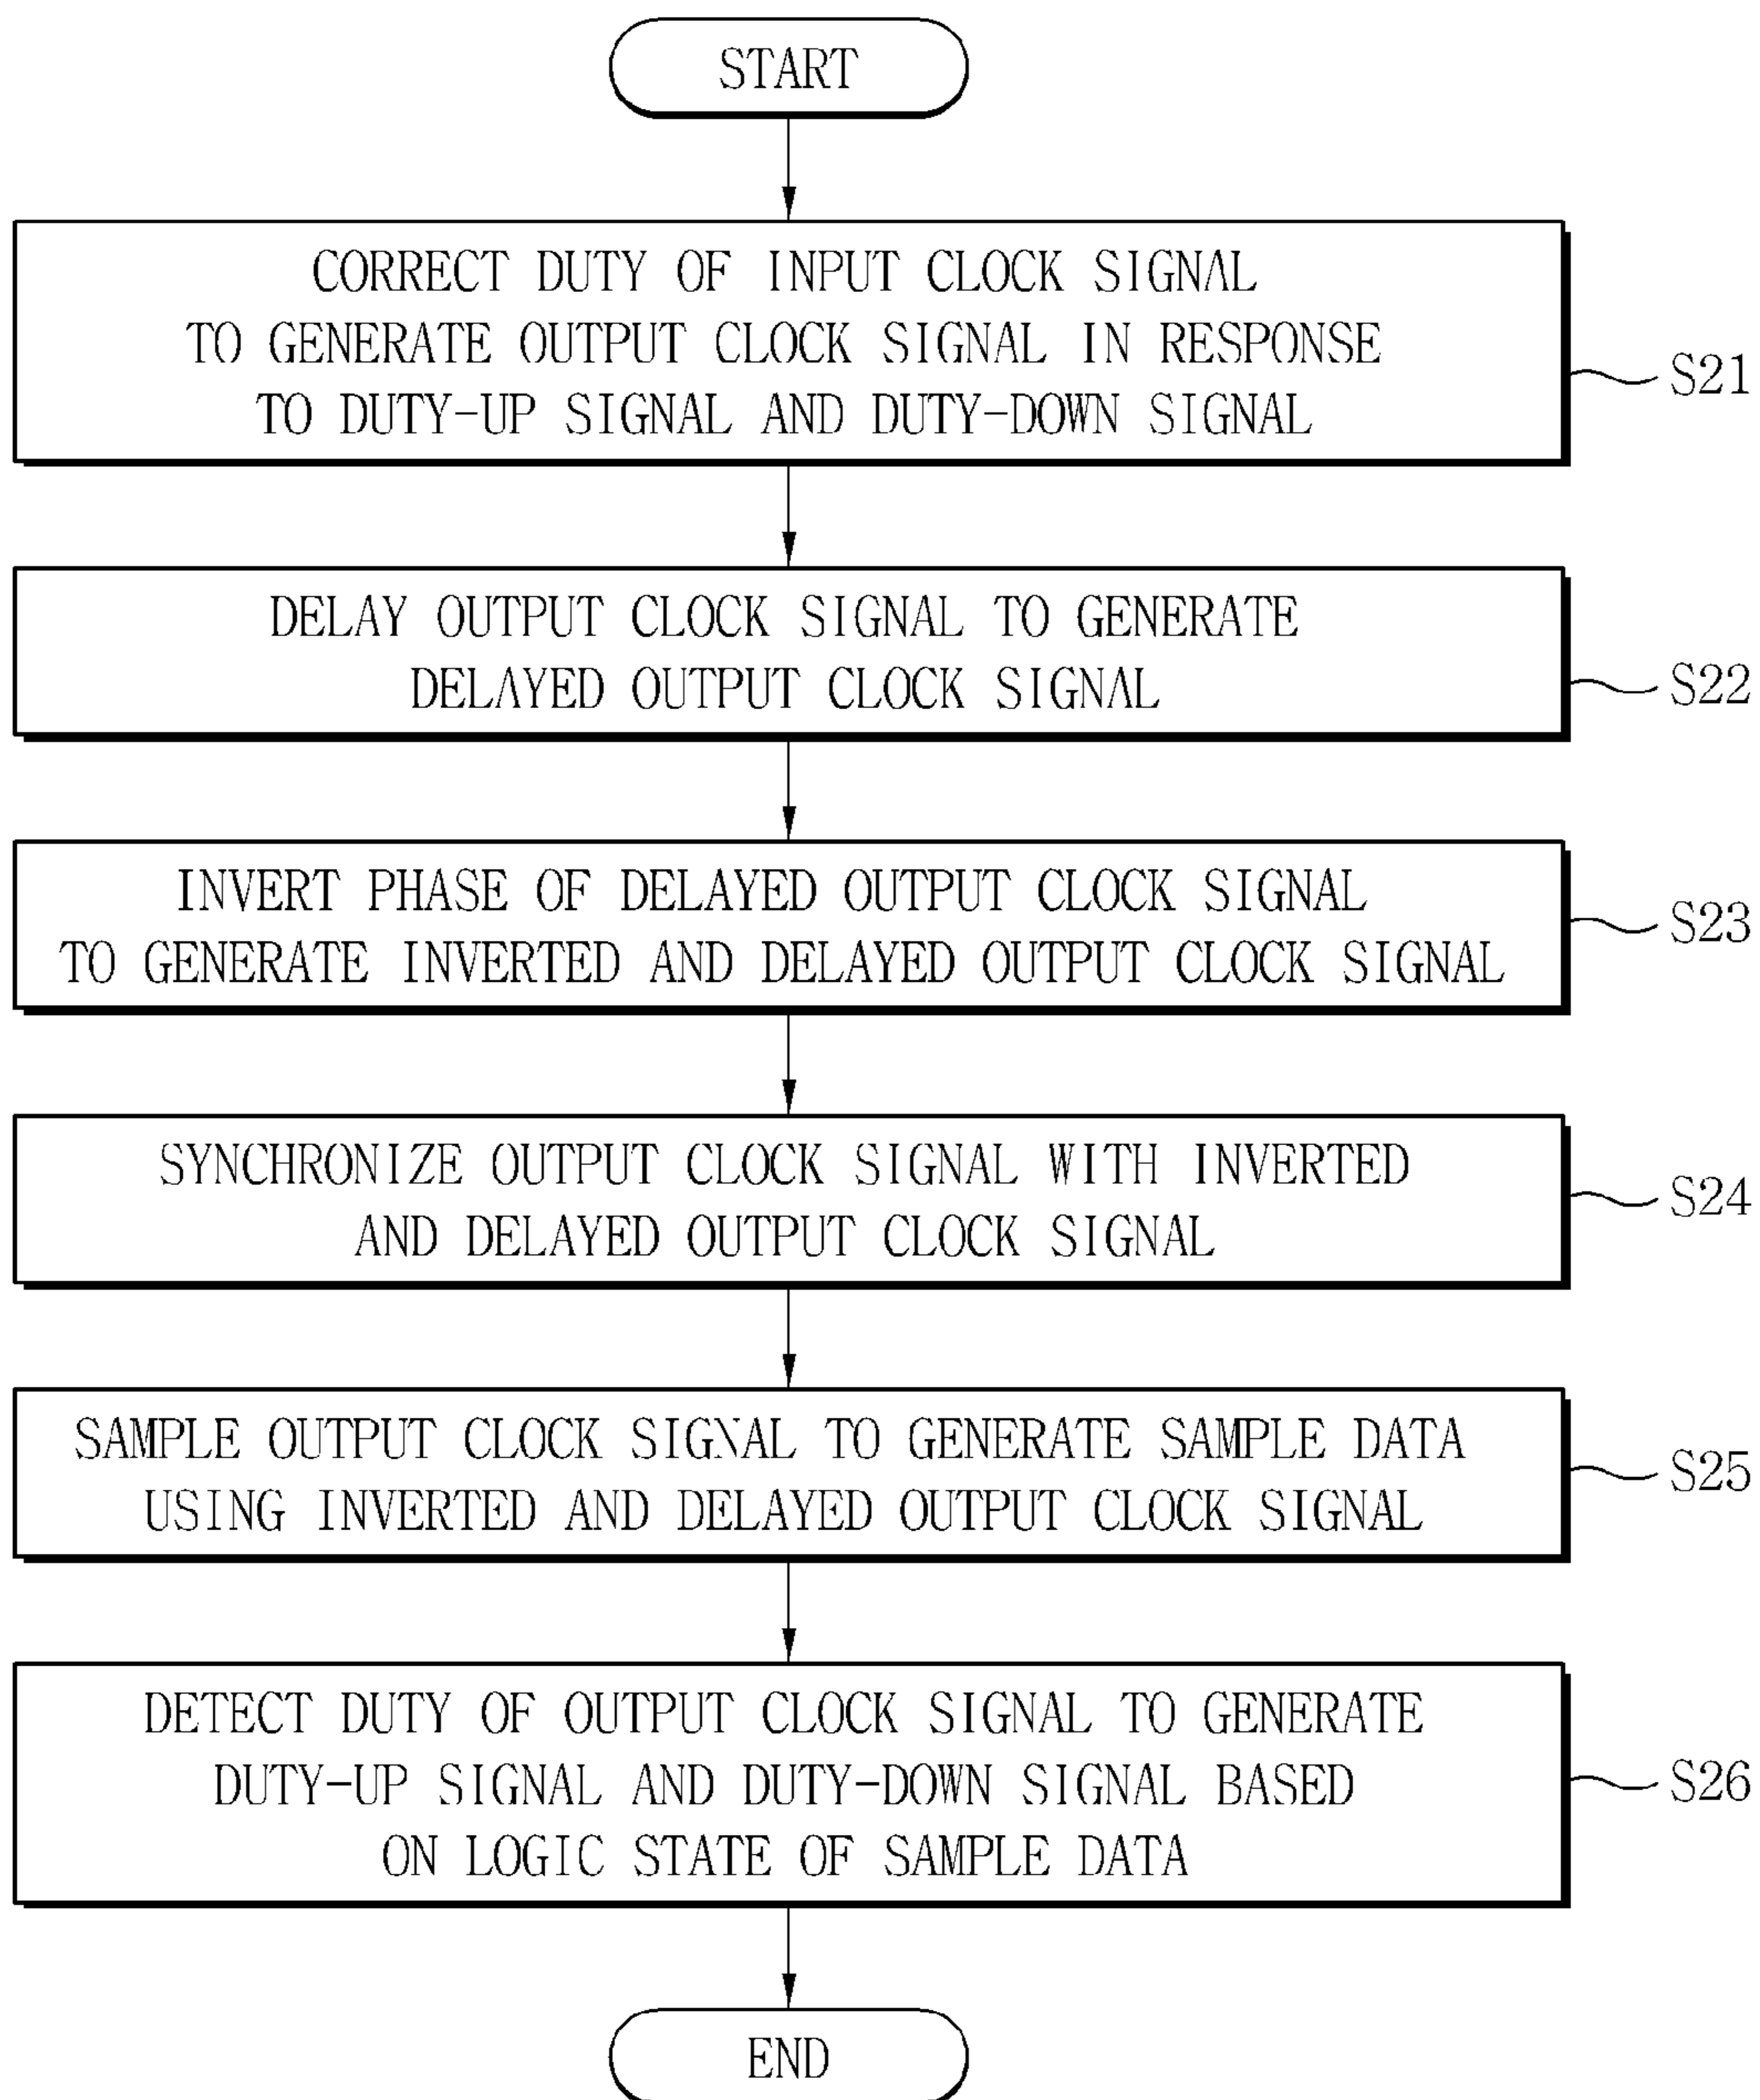 START
CORRECT DUTY OF INPUT CLOCK SIGNAL
TO GENERATE OUTPUT CLOCK SIGNAL IN RESPONSE
TO DUTY-UP SIGNAL AND DUTY-DOWN SIGNAL
S21
DELAY OUTPUT CLOCK SIGNAL TO GENERATE
DELAYED OUTPUT CLOCK SIGNAL
S22
INVERT PHASE OF DELAYED OUTPUT CLOCK SIGNAL
TO GENERATE INVERTED AND DELAYED OUTPUT CLOCK SIGNAL
S23
SYNCHRONIZE OUTPUT CLOCK SIGNAL WITH INVERTED
AND DELAYED OUTPUT CLOCK SIGNAL
S24
SAMPLE OUTPUT CLOCK SIGNAL TO GENERATE SAMPLE DATA
USING INVERTED AND DELAYED OUTPUT CLOCK SIGNAL
S25
DETECT DUTY OF OUTPUT CLOCK SIGNAL TO GENERATE
DUTY-UP SIGNAL AND DUTY-DOWN SIGNAL BASED
ON LOGIC STATE OF SAMPLE DATA
S26
END